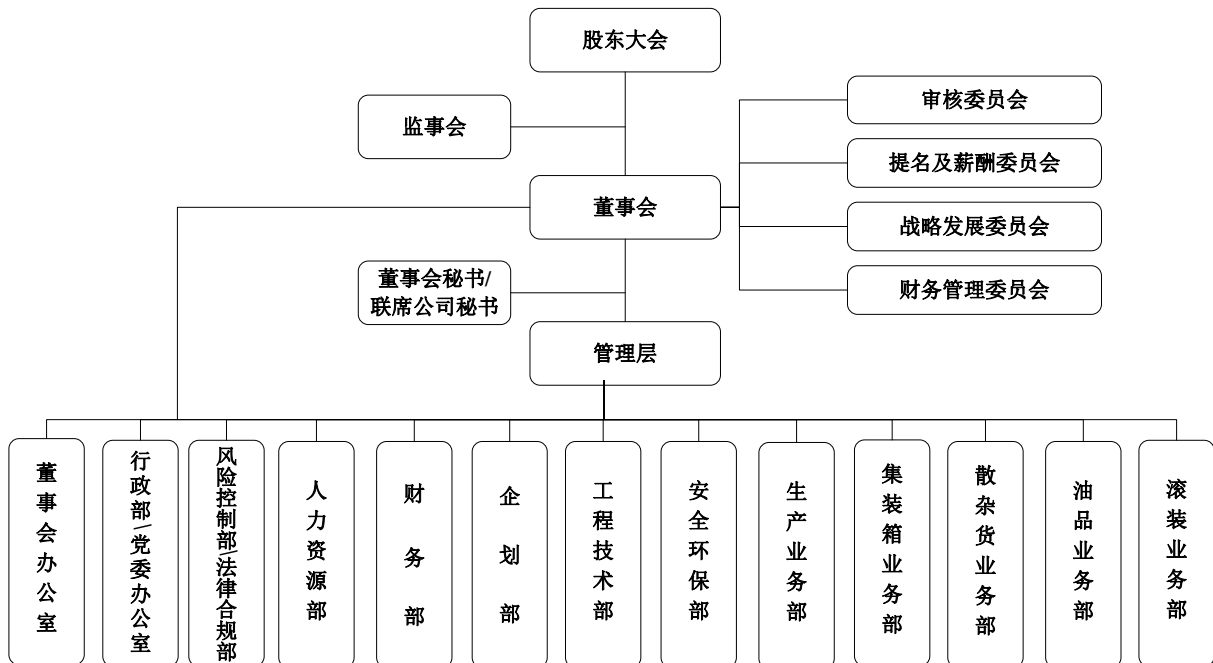 股东大会
监事会
审核委员会
提名及薪酬委员会
董事会
战略发展委员会
董事会秘书/
联席公司秘书
财务管理委员会
管理层
董事会办公室
行政部/党委办公室
风险控制部/法律合规部
人力资源部
财务部
企划部
工程技术部
安全环保部
生产业务部
集装箱业务部
散杂货业务部
油品业务部
滚装业务部